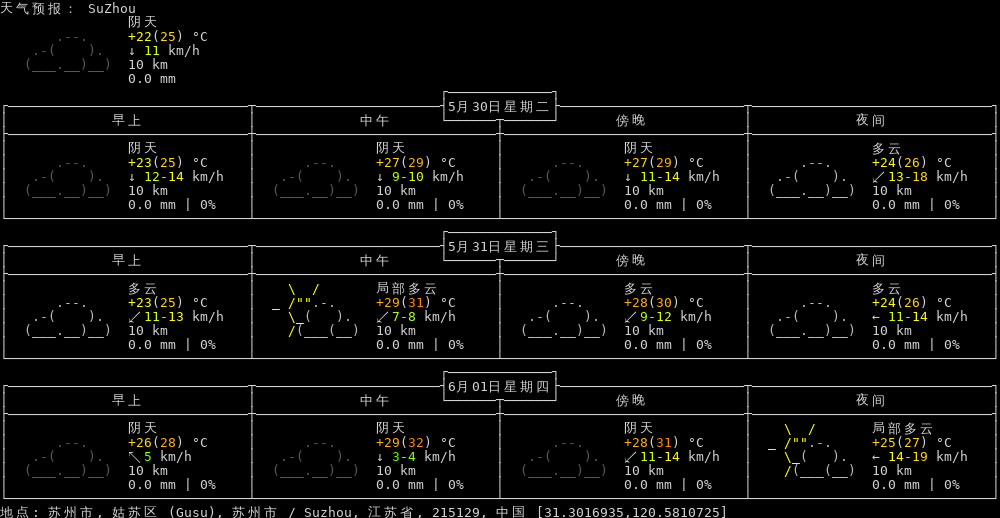 天气预报: SuZhou
阴天
+22(25) °C
↓ 11 km/h
10 km
0.0 mm
5月30日星期二
早上 中午 傍晚 夜间
阴天 阴天 阴天 多云
+23(25) °C +27(29) °C +27(29) °C +24(26) °C
↓ 12-14 km/h ↓ 9-10 km/h ↓ 11-14 km/h ↙ 13-18 km/h
10 km 10 km 10 km 10 km
0.0 mm | 0% 0.0 mm | 0% 0.0 mm | 0% 0.0 mm | 0%
5月31日星期三
早上 中午 傍晚 夜间
多云 局部多云 多云 多云
+23(25) °C +29(31) °C +28(30) °C +24(26) °C
↙ 11-13 km/h ↙ 7-8 km/h ↙ 9-12 km/h ← 11-14 km/h
10 km 10 km 10 km 10 km
0.0 mm | 0% 0.0 mm | 0% 0.0 mm | 0% 0.0 mm | 0%
6月01日星期四
早上 中午 傍晚 夜间
阴天 阴天 阴天 局部多云
+26(28) °C +29(32) °C +28(31) °C +25(27) °C
↖ 5 km/h ↓ 3-4 km/h ↙ 11-14 km/h ← 14-19 km/h
10 km 10 km 10 km 10 km
0.0 mm | 0% 0.0 mm | 0% 0.0 mm | 0% 0.0 mm | 0%
地点: 苏州市, 姑苏区 (Gusu), 苏州市 / Suzhou, 江苏省, 215129, 中国 [31.3016935,120.5810725]